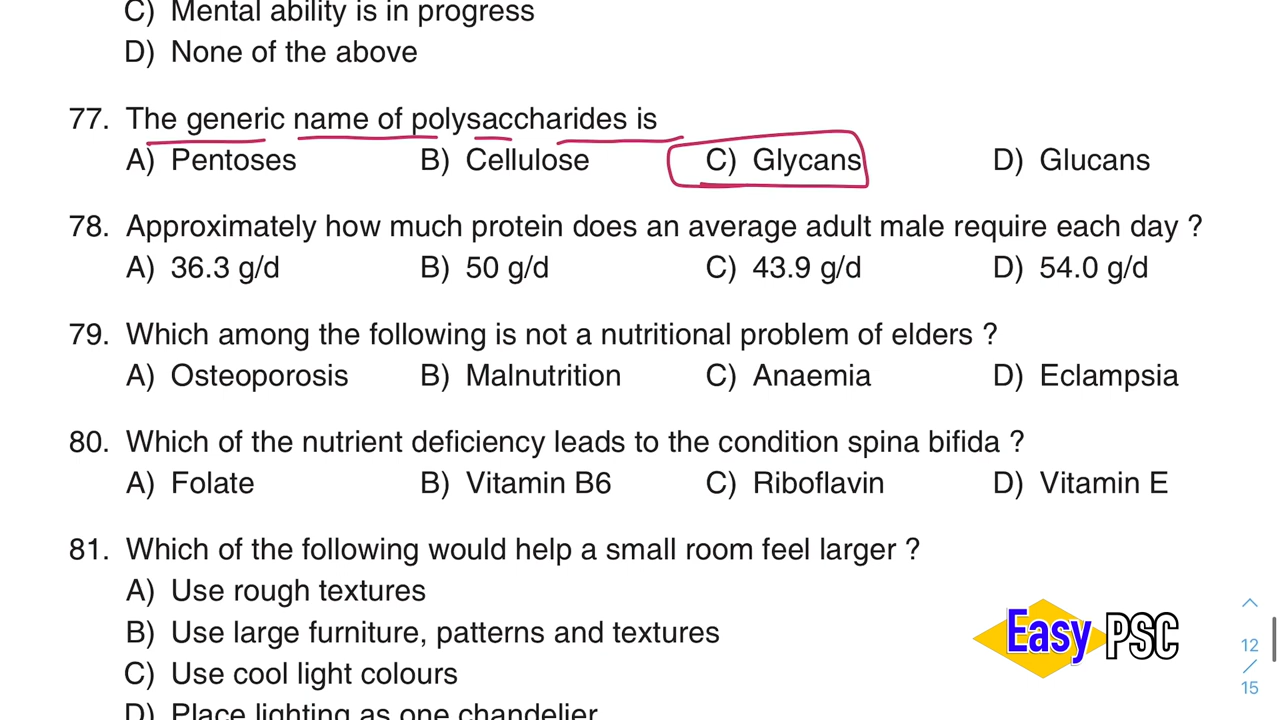 C) Mental ability is in progress
D) None of the above
77. The generic name of polysaccharides is
A) Pentoses B) Cellulose C) Glycans D) Glucans
78. Approximately how much protein does an average adult male require each day ?
A) 36.3 g/d B) 50 g/d C) 43.9 g/d D) 54.0 g/d
79. Which among the following is not a nutritional problem of elders ?
A) Osteoporosis B) Malnutrition C) Anaemia D) Eclampsia
80. Which of the nutrient deficiency leads to the condition spina bifida ?
A) Folate B) Vitamin B6 C) Riboflavin D) Vitamin E
81. Which of the following would help a small room feel larger ?
A) Use rough textures
B) Use large furniture, patterns and textures
C) Use cool light colours
D) Place lighting as one chandelier
Easy PSC
12
/
15